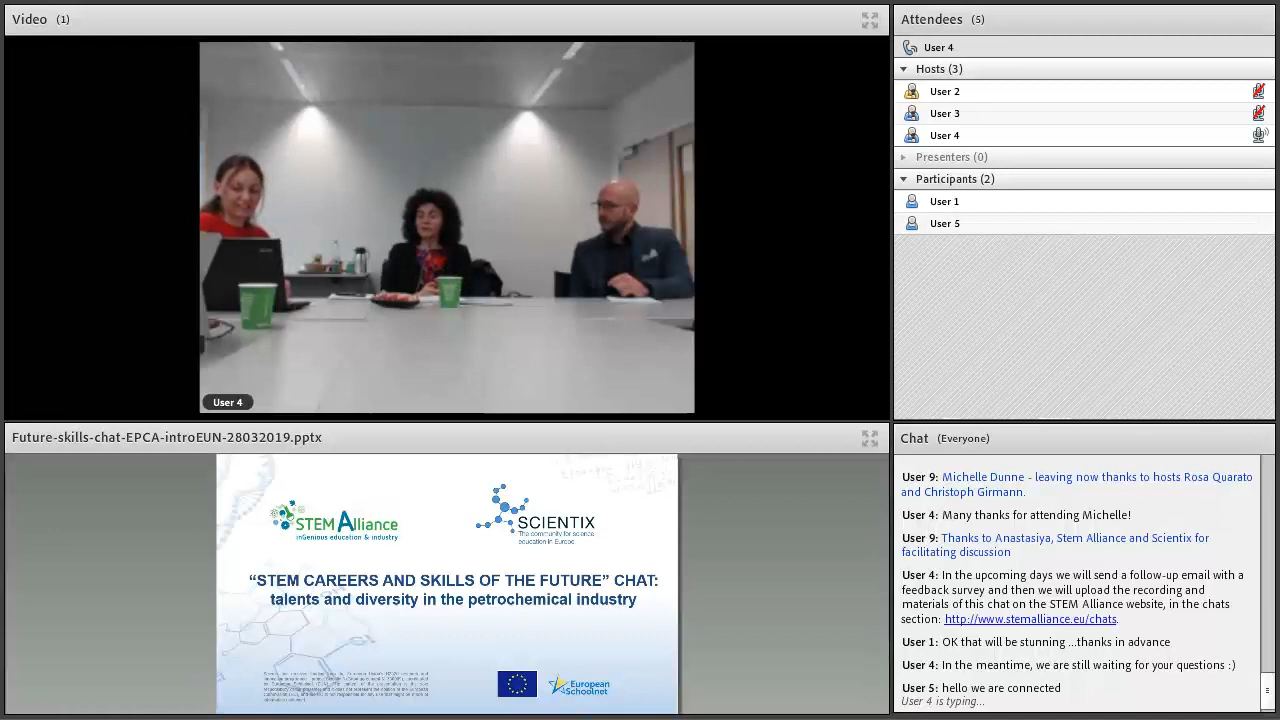 Video (1)
User 4
Attendees (5)
User 4
Hosts (3)
User 2
User 3
User 4
Presenters (0)
Participants (2)
User 1
User 5
Future-skills-chat-EPCA-introEUN-28032019.pptx
STEM Alliance
inGenious education & industry
SCIENTIX
The community for science
education in Europe
“STEM CAREERS AND SKILLS OF THE FUTURE” CHAT:
talents and diversity in the petrochemical industry
European
Schoolnet
Chat (Everyone)
User 9: Michelle Dunne - leaving now thanks to hosts Rosa Quarato
and Christoph Girmann.
User 4: Many thanks for attending Michelle!
User 9: Thanks to Anastasiya, Stem Alliance and Scientix for
facilitating discussion
User 4: In the upcoming days we will send a follow-up email with a
feedback survey and then we will upload the recording and
materials of this chat on the STEM Alliance website, in the chats
section: http://www.stemalliance.eu/chats.
User 1: OK that will be stunning - thanks in advance
User 4: In the meantime, we are still waiting for your questions :)
User 5: hello we are connected
User 4 is typing...